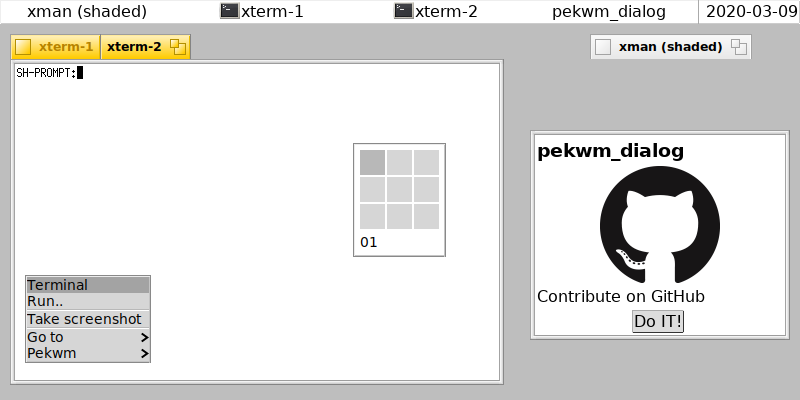 xman (shaded) xterm-1 xterm-2 pekwm_dialog 2020-03-09
xterm-1 xterm-2
xman (shaded)
SH-PROMPT:
01
Terminal
Run..
Take screenshot
Go to >
Pekwm >
pekwm_dialog
Contribute on GitHub
Do IT!